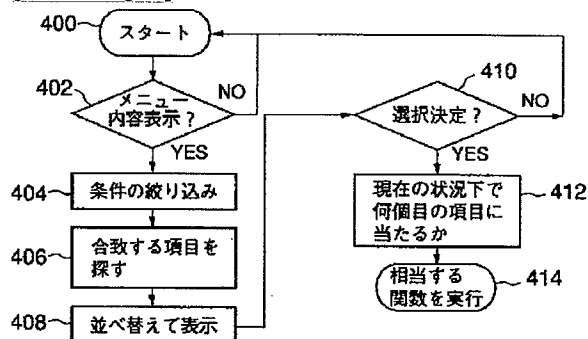 400
スタート
402
メニュー
内容表示？
NO
YES
404
条件の絞り込み
406
合致する項目を
探す
408
並べ替えて表示
410
選択決定？
NO
YES
現在の状況下で
何個目の項目に
当たるか
412
相当する
関数を実行
414